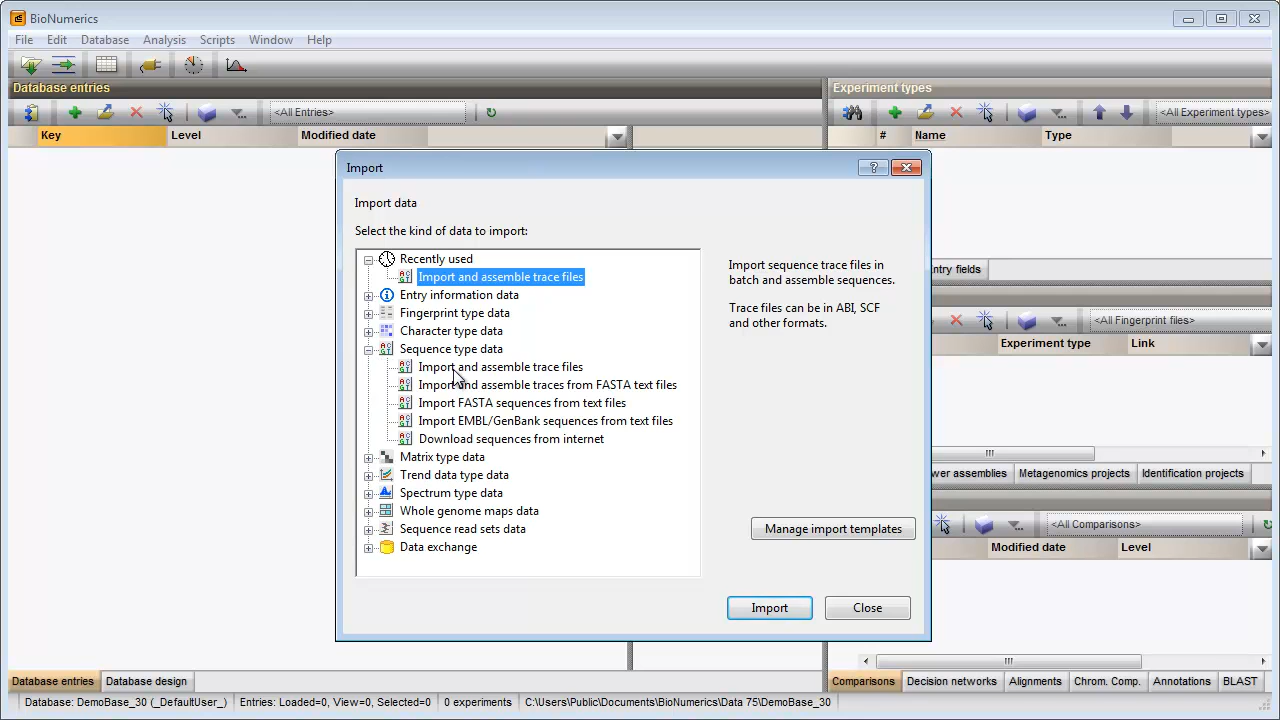 BioNumerics
File Edit Database Analysis Scripts Window Help
Database entries
Experiment types
<All Entries>
<All Experiment types>
Key Level Modified date
# Name Type
Import
Import data
Select the kind of data to import:
Recently used
Import and assemble trace files
Entry information data
Fingerprint type data
Character type data
Sequence type data
Import and assemble trace files
Import and assemble traces from FASTA text files
Import FASTA sequences from text files
Import EMBL/GenBank sequences from text files
Download sequences from internet
Matrix type data
Trend data type data
Spectrum type data
Whole genome maps data
Sequence read sets data
Data exchange
Import sequence trace files in
batch and assemble sequences.
Trace files can be in ABI, SCF
and other formats.
Manage import templates
Import Close
ntry fields
<All Fingerprint files>
Experiment type Link
wer assemblies Metagenomics projects Identification projects
<All Comparisons>
Modified date Level
Database entries Database design
Comparisons Decision networks Alignments Chrom. Comp. Annotations BLAST
Database: DemoBase_30 (_DefaultUser_) Entries: Loaded=0, View=0, Selected=0 0 experiments C:\Users\Public\Documents\BioNumerics\Data 75\DemoBase_30